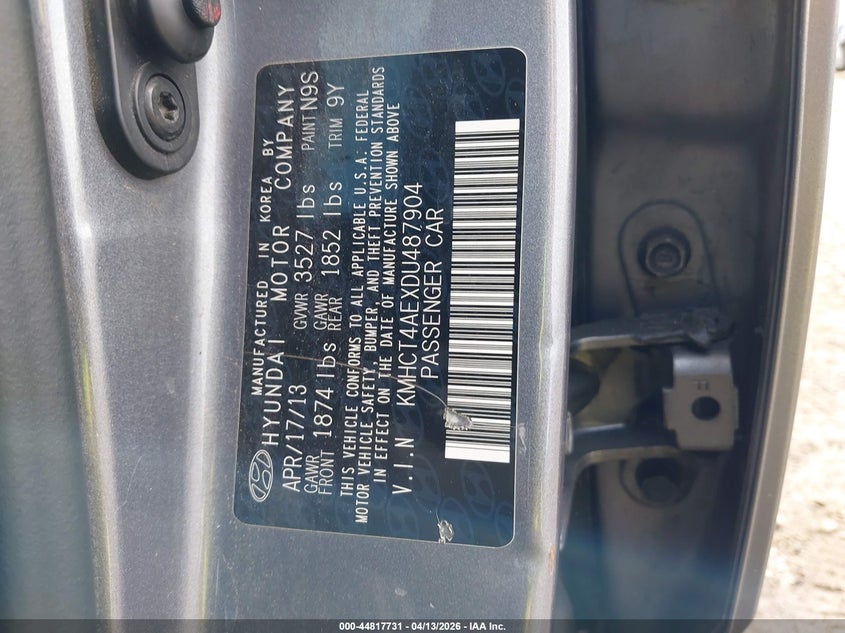 MANUFACTURED IN KOREA BY
HYUNDAI MOTOR COMPANY
APR/17/13 GVWR 3527 lbs PAINT N9S
GAWR FRONT 1874 lbs GAWR REAR 1852 lbs TRIM 9Y
THIS VEHICLE CONFORMS TO ALL APPLICABLE U.S.A. FEDERAL
MOTOR VEHICLE SAFETY, BUMPER, AND THEFT PREVENTION STANDARDS
IN EFFECT ON THE DATE OF MANUFACTURE SHOWN ABOVE
V.I.N KMHCT4AEXDU487904
PASSENGER CAR
000-44817731 - 04/13/2026 - IAA Inc.